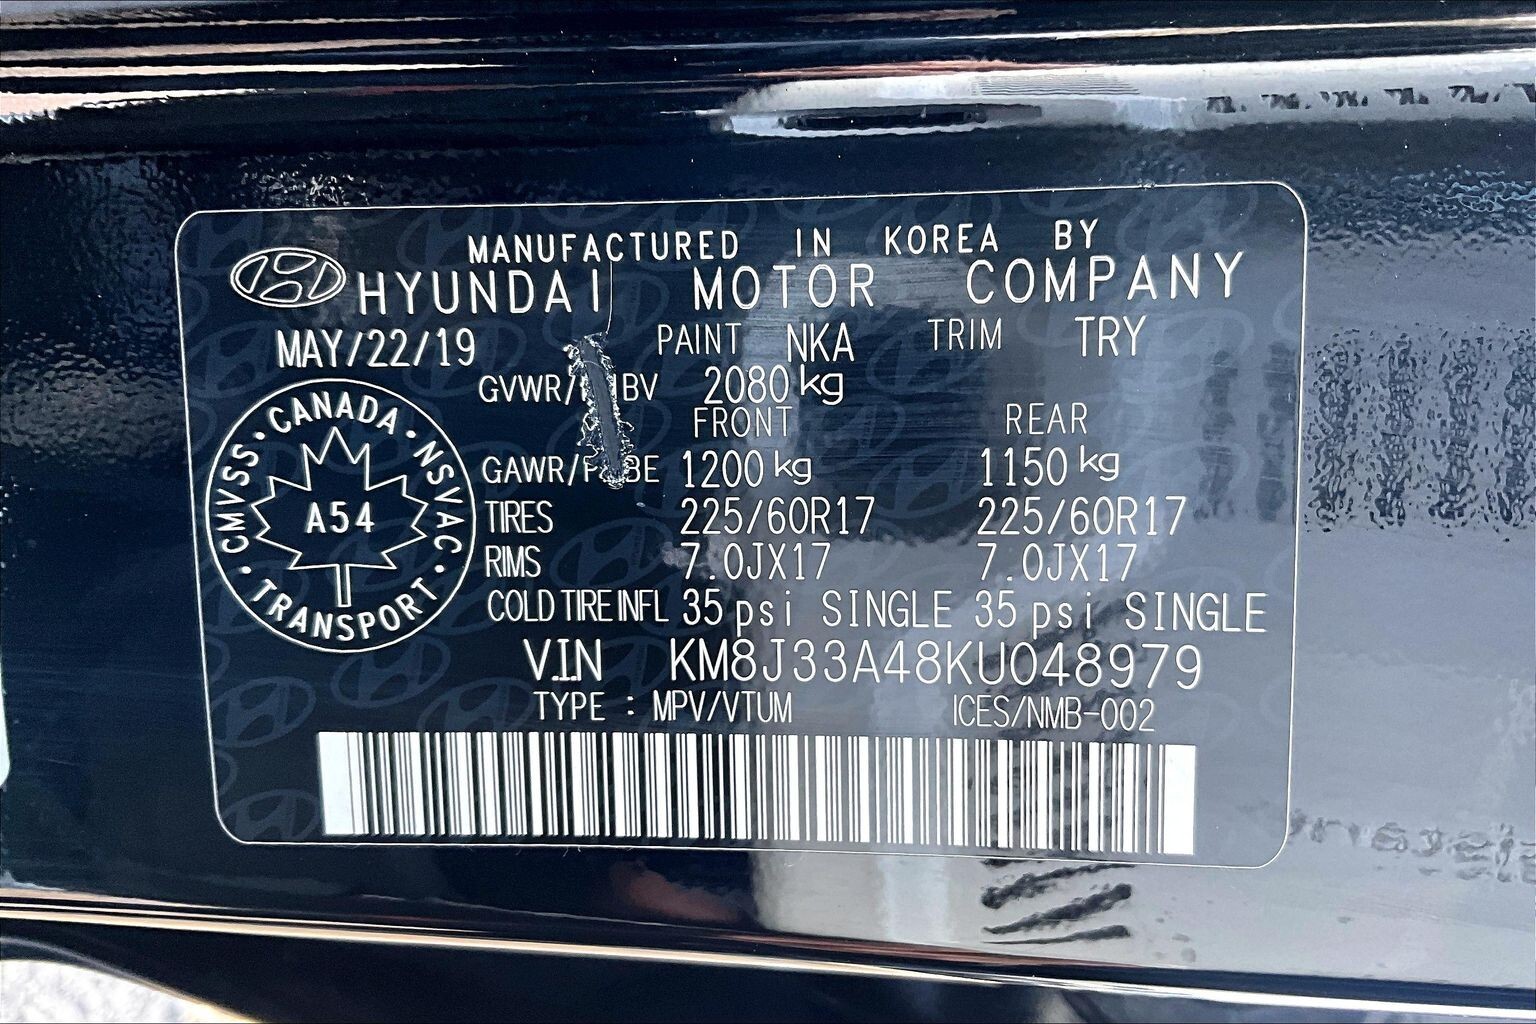 MANUFACTURED IN KOREA BY
HYUNDAI MOTOR COMPANY
MAY/22/19 PAINT NKA TRIM TRY
GVWR/ BV 2080 kg
FRONT REAR
GAWR/ BE 1200 kg 1150 kg
TIRES 225/60R17 225/60R17
RIMS 7.0JX17 7.0JX17
COLD TIRE INFL 35 psi SINGLE 35 psi SINGLE
V.I.N KM8J33A48KU048979
TYPE : MPV/VTUM ICES/NMB-002
CANADA · NSVAC · TRANSPORT · CMVSS ·
A54